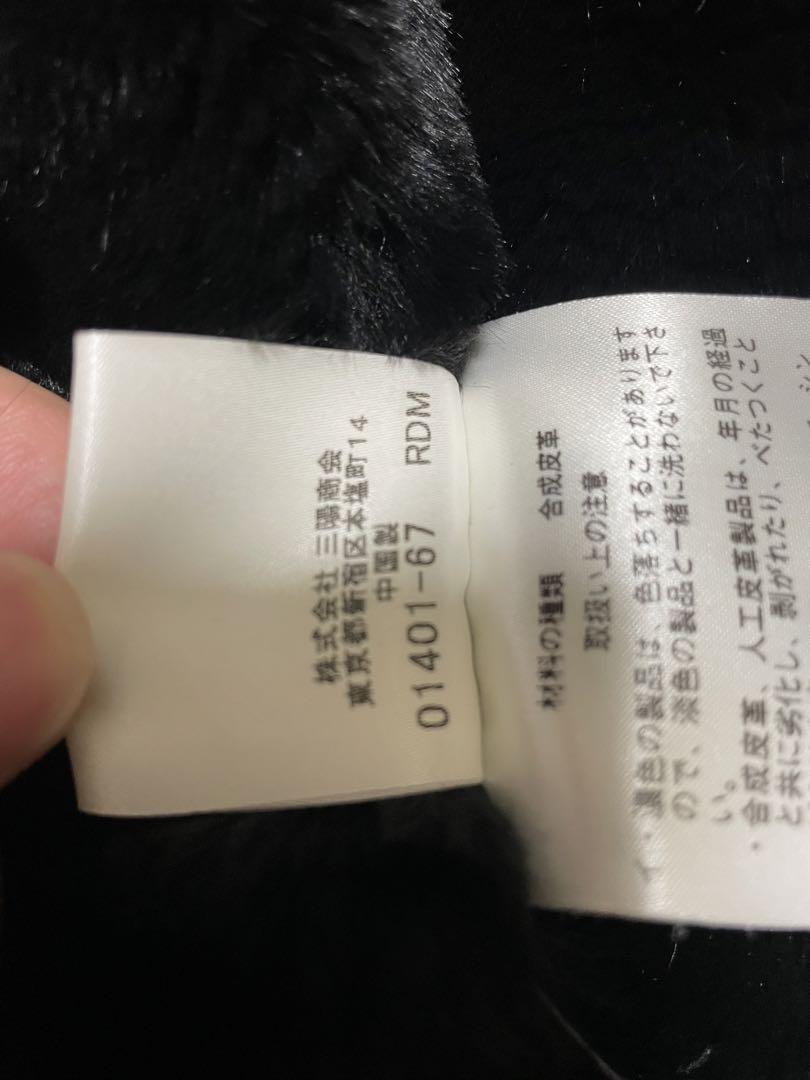 株式会社 三陽商会
東京都新宿区本塩町14
中国製
01401-67 RDM
材料の種類 合成皮革
取扱い上の注意
・濃色の製品は、色落ちすることがあります
ので、淡色の製品と一緒に洗わないで下さ
い。
・合成皮革、人工皮革製品は、年月の経過
と共に劣化し、剥がれたり、べたつくこと